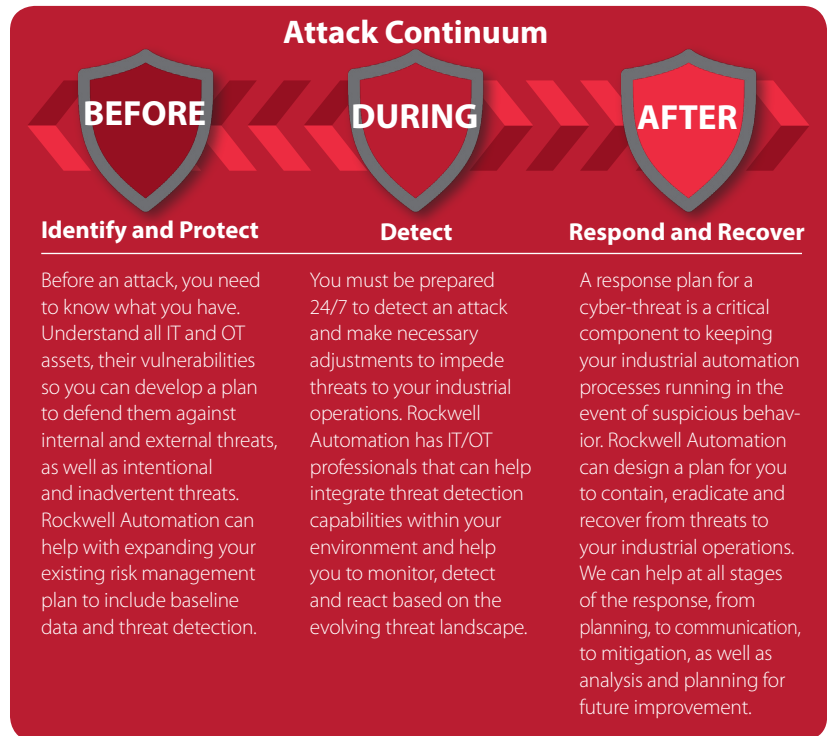 Attack Continuum
BEFORE
DURING
AFTER
Identify and Protect
Before an attack, you need
to know what you have.
Understand all IT and OT
assets, their vulnerabilities
so you can develop a plan
to defend them against
internal and external threats,
as well as intentional
and inadvertent threats.
Rockwell Automation can
help with expanding your
existing risk management
plan to include baseline
data and threat detection.
Detect
You must be prepared
24/7 to detect an attack
and make necessary
adjustments to impede
threats to your industrial
operations. Rockwell
Automation has IT/OT
professionals that can help
integrate threat detection
capabilities within your
environment and help
you to monitor, detect
and react based on the
evolving threat landscape.
Respond and Recover
A response plan for a
cyber-threat is a critical
component to keeping
your industrial automation
processes running in the
event of suspicious behav-
ior. Rockwell Automation
can design a plan for you
to contain, eradicate and
recover from threats to
your industrial operations.
We can help at all stages
of the response, from
planning, to communication,
to mitigation, as well as
analysis and planning for
future improvement.